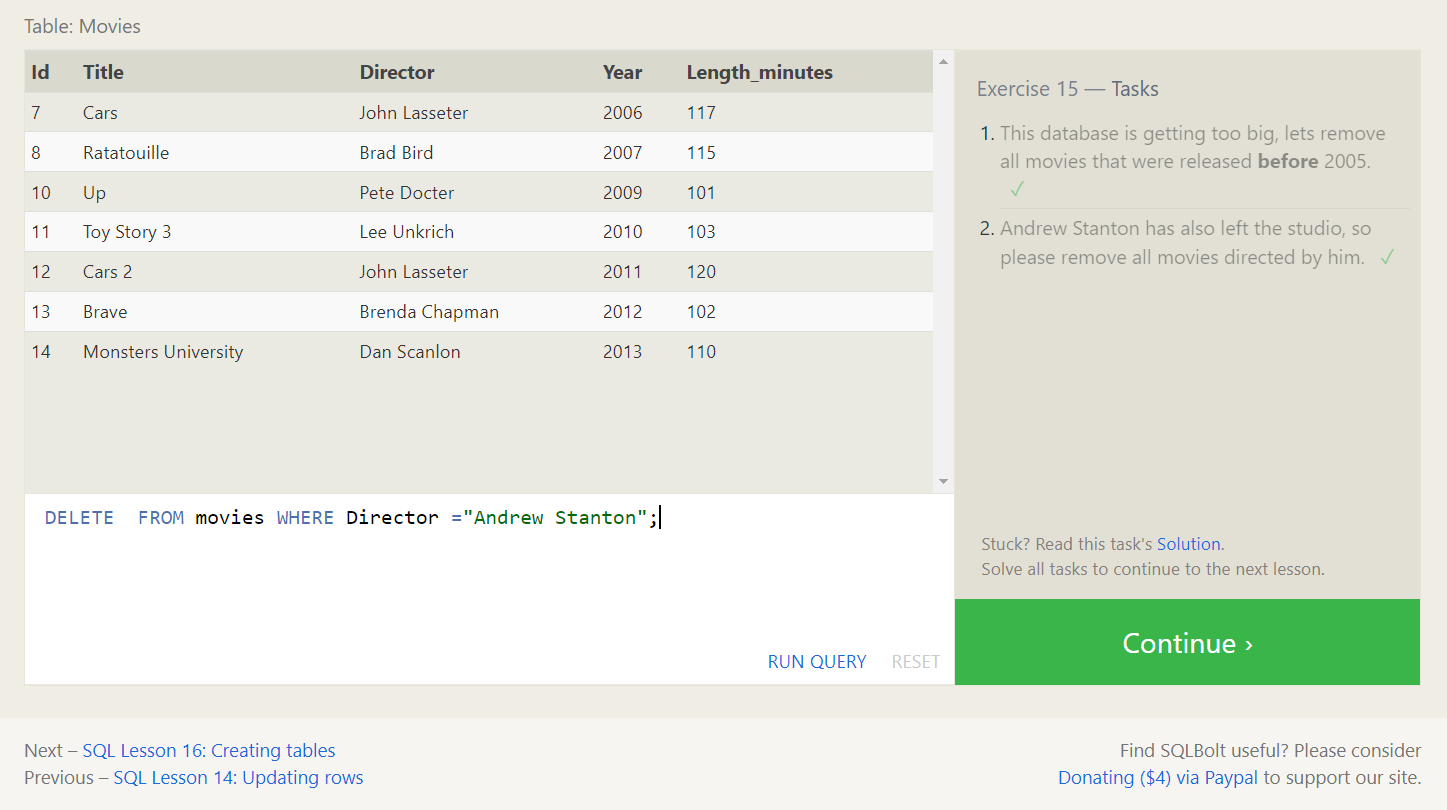 Table: Movies
Id Title Director Year Length_minutes
7 Cars John Lasseter 2006 117
8 Ratatouille Brad Bird 2007 115
10 Up Pete Docter 2009 101
11 Toy Story 3 Lee Unkrich 2010 103
12 Cars 2 John Lasseter 2011 120
13 Brave Brenda Chapman 2012 102
14 Monsters University Dan Scanlon 2013 110
DELETE  FROM movies WHERE Director ="Andrew Stanton";
RUN QUERY RESET
Exercise 15 — Tasks
1. This database is getting too big, lets remove
all movies that were released before 2005.
✓
2. Andrew Stanton has also left the studio, so
please remove all movies directed by him. ✓
Stuck? Read this task's Solution.
Solve all tasks to continue to the next lesson.
Continue ›
Next – SQL Lesson 16: Creating tables
Previous – SQL Lesson 14: Updating rows
Find SQLBolt useful? Please consider
Donating ($4) via Paypal to support our site.